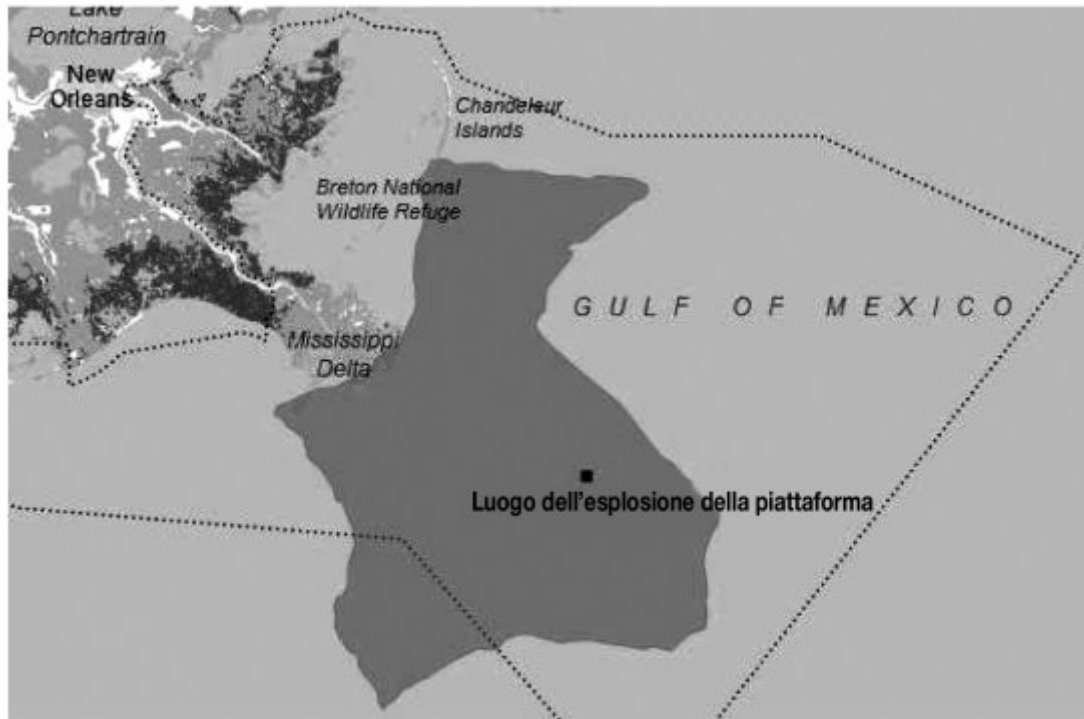 Lake
Pontchartrain
New
Orleans
Chandeleur
Islands
Breton National
Wildlife Refuge
GULF OF MEXICO
Mississippi
Delta
Luogo dell'esplosione della piattaforma